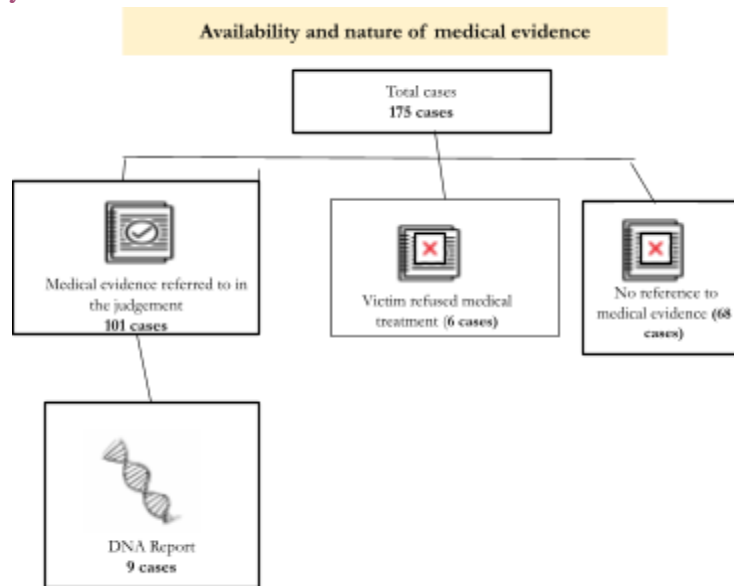 Availability and nature of medical evidence
Total cases
175 cases
Medical evidence referred to in
the judgement
101 cases
Victim refused medical
treatment (6 cases)
No reference to
medical evidence (68
cases)
DNA Report
9 cases